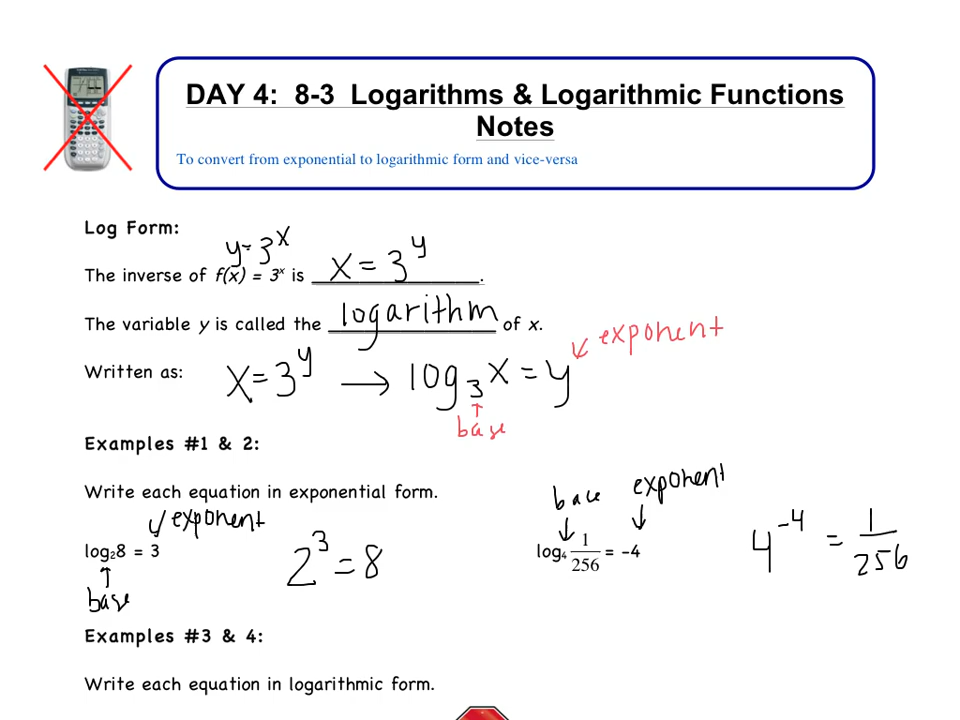 DAY 4: 8-3 Logarithms & Logarithmic Functions
Notes
To convert from exponential to logarithmic form and vice-versa
Log Form:
y=3^x
The inverse of f(x) = 3^x is x = 3^y.
The variable y is called the logarithm of x.
exponent
Written as: x=3^y → log₃x = y
base
Examples #1 & 2:
Write each equation in exponential form.
base exponent
exponent
log₂8 = 3 2^3 = 8 log₄ 1/256 = -4 4^-4 = 1/256
base
Examples #3 & 4:
Write each equation in logarithmic form.